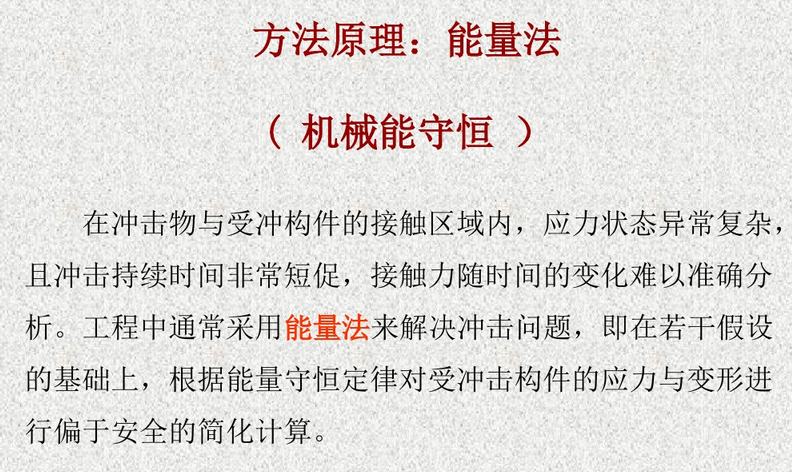 方法原理：能量法
（ 机械能守恒 ）
在冲击物与受冲构件的接触区域内，应力状态异常复杂，
且冲击持续时间非常短促，接触力随时间的变化难以准确分
析。工程中通常采用能量法来解决冲击问题，即在若干假设
的基础上，根据能量守恒定律对受冲击构件的应力与变形进
行偏于安全的简化计算。